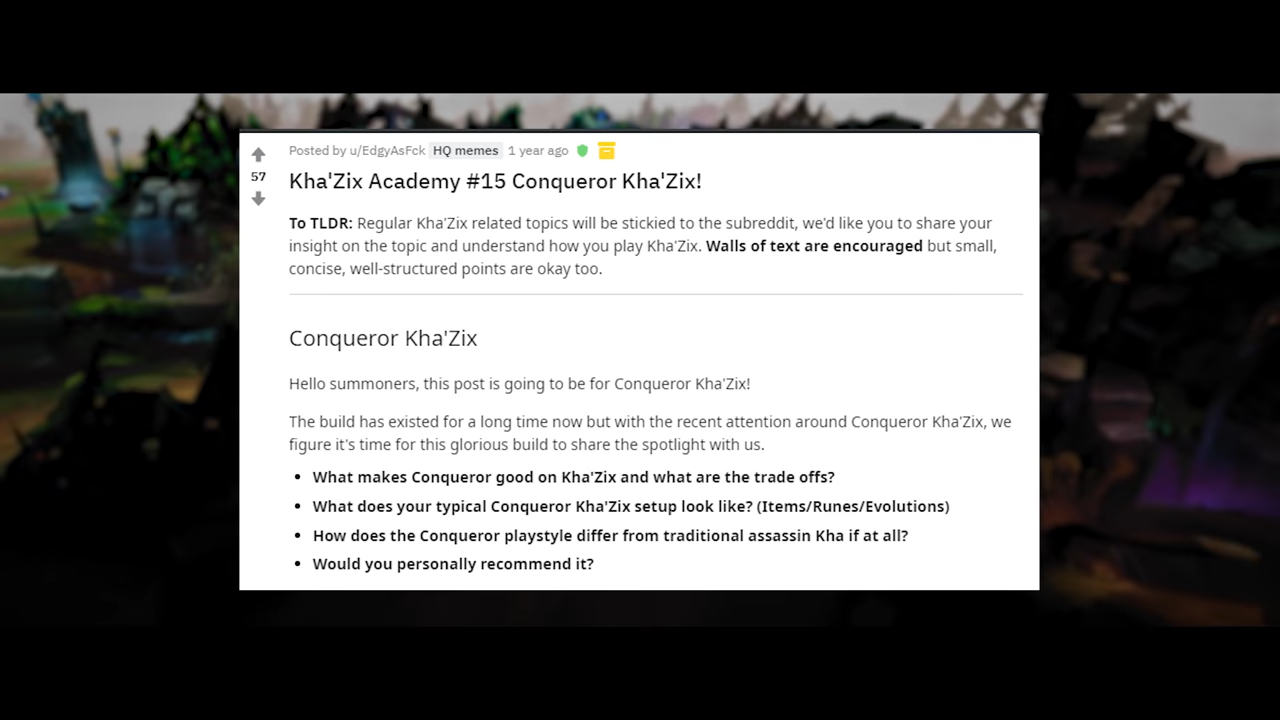 Posted by u/EdgyAsFck HQ memes 1 year ago
57
Kha'Zix Academy #15 Conqueror Kha'Zix!
To TLDR: Regular Kha'Zix related topics will be stickied to the subreddit, we'd like you to share your
insight on the topic and understand how you play Kha'Zix. Walls of text are encouraged but small,
concise, well-structured points are okay too.
Conqueror Kha'Zix
Hello summoners, this post is going to be for Conqueror Kha'Zix!
The build has existed for a long time now but with the recent attention around Conqueror Kha'Zix, we
figure it's time for this glorious build to share the spotlight with us.
• What makes Conqueror good on Kha'Zix and what are the trade offs?
• What does your typical Conqueror Kha'Zix setup look like? (Items/Runes/Evolutions)
• How does the Conqueror playstyle differ from traditional assassin Kha if at all?
• Would you personally recommend it?